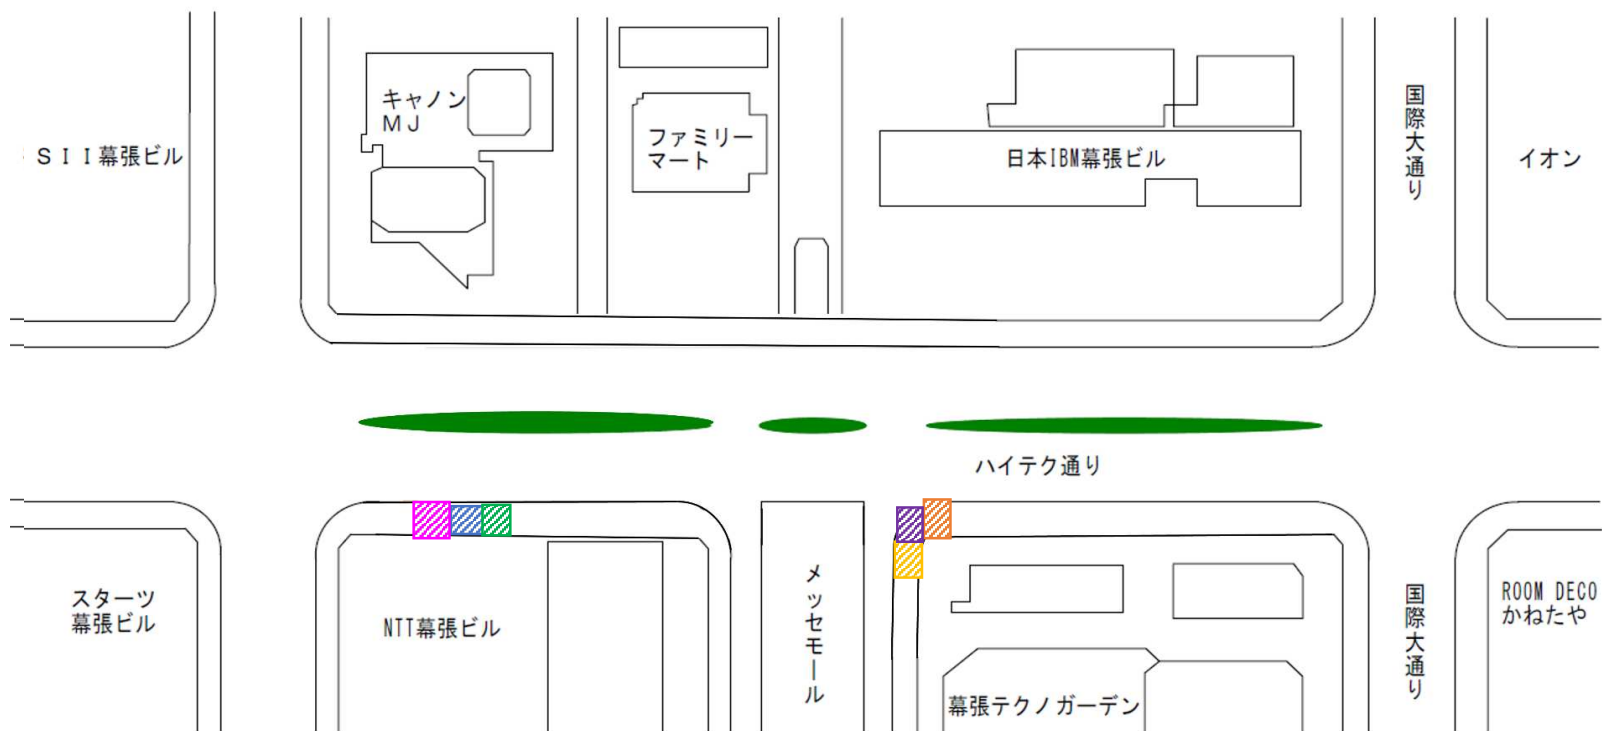 キャノン
ＭＪ
ファミリー
マート
ＳＩＩ幕張ビル
日本IBM幕張ビル
国際大通り
イオン
ハイテク通り
スターツ
幕張ビル
NTT幕張ビル
メッセモール
幕張テクノガーデン
国際大通り
ROOM DECO
かねたや